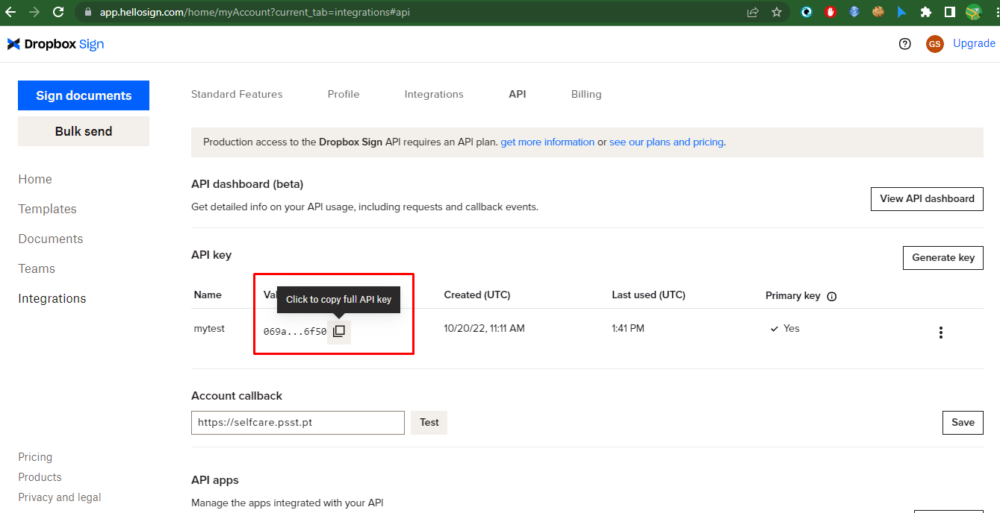 app.hellosign.com/home/myAccount?current_tab=integrations#api
Dropbox Sign
GS
Upgrade
Sign documents
Bulk send
Home
Templates
Documents
Teams
Integrations
Pricing
Products
Privacy and legal
Standard Features Profile Integrations API Billing
Production access to the Dropbox Sign API requires an API plan. get more information or see our plans and pricing.
API dashboard (beta)
Get detailed info on your API usage, including requests and callback events.
View API dashboard
API key
Generate key
Name Val Created (UTC) Last used (UTC) Primary key
Click to copy full API key
mytest 069a...6f50 10/20/22, 11:11 AM 1:41 PM Yes
Account callback
https://selfcare.psst.pt Test Save
API apps
Manage the apps integrated with your API